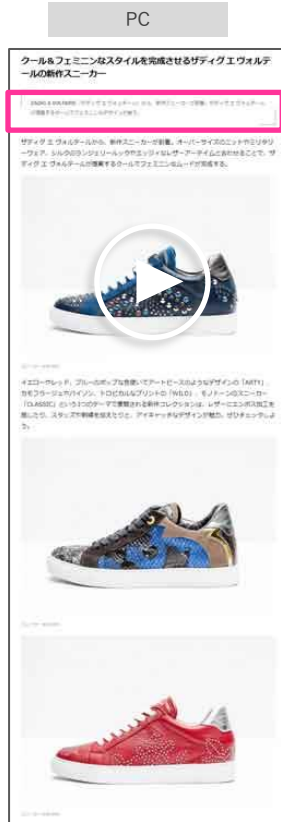 PC
クール&フェミニンなスタイルを完成させるザディグ エ ヴォルテ
ールの新作スニーカー
ザディグ エ ヴォルテールから、新作スニーカーが到着。オーバーサイズのニットやミリタリ
ーウェア、シルクのランジェリールックやエッジィなレザーアーティムと合わせることで、ザ
ディグ エ ヴォルテールが提案するクールでフェミニンなムードが完成する。
イエローやレッド、ブルーのポップな色使いでアートピースのようなデザインの「ARTY」、
カモフラージュやパイソン、トロピカルなプリントの「WILD」、モノトーンのスニーカー
「CLASSIC」という3つのテーマで展開される新作コレクションは、レザーにエンボス加工を
施したり、スタッズや刺繍を加えたりと、アイキャッチなデザインが魅力。ぜひチェックしよ
う。